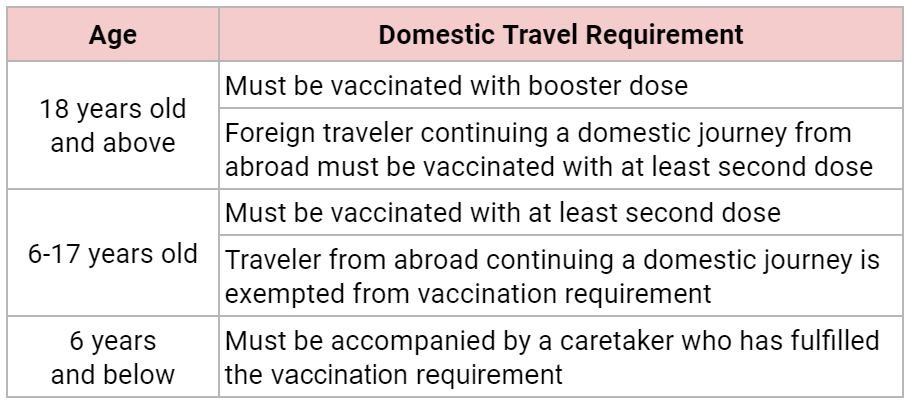 Age
Domestic Travel Requirement
18 years old
and above
Must be vaccinated with booster dose
Foreign traveler continuing a domestic journey from
abroad must be vaccinated with at least second dose
6-17 years old
Must be vaccinated with at least second dose
Traveler from abroad continuing a domestic journey is
exempted from vaccination requirement
6 years
and below
Must be accompanied by a caretaker who has fulfilled
the vaccination requirement